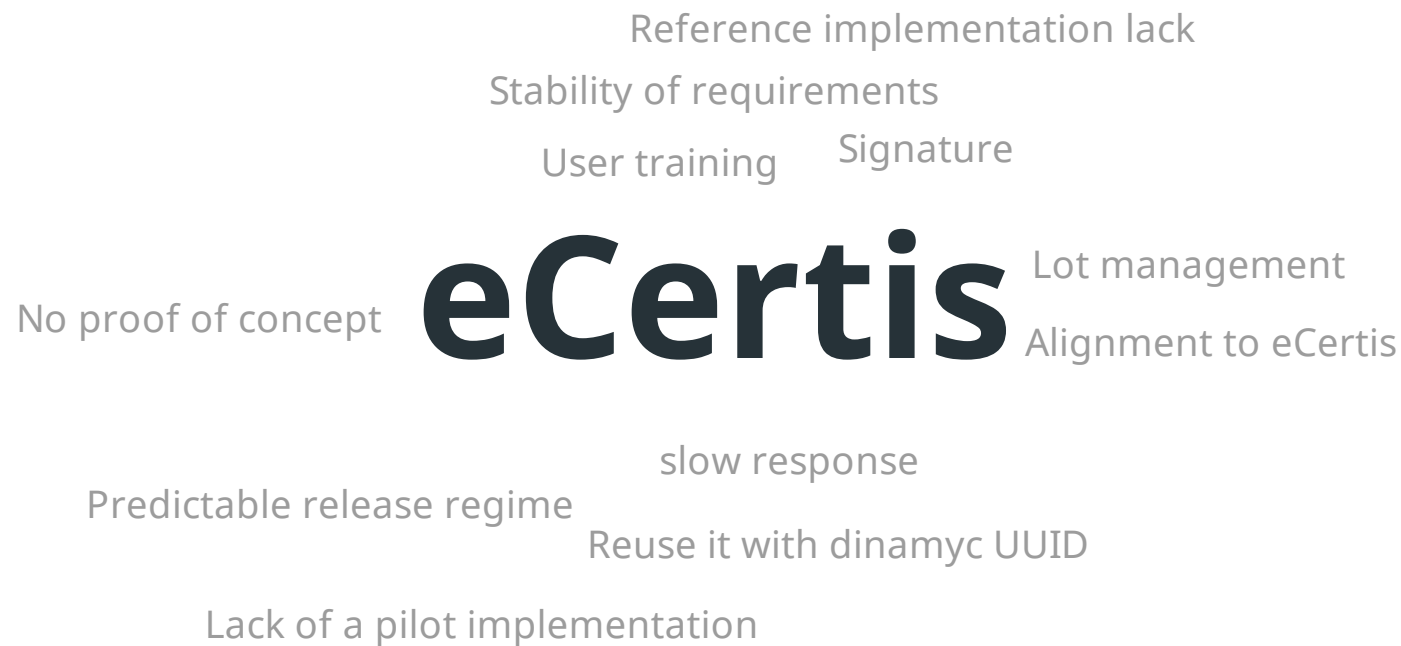 Reference implementation lack
Stability of requirements
User training
Signature
eCertis
Lot management
No proof of concept
Alignment to eCertis
slow response
Predictable release regime
Reuse it with dinamyc UUID
Lack of a pilot implementation